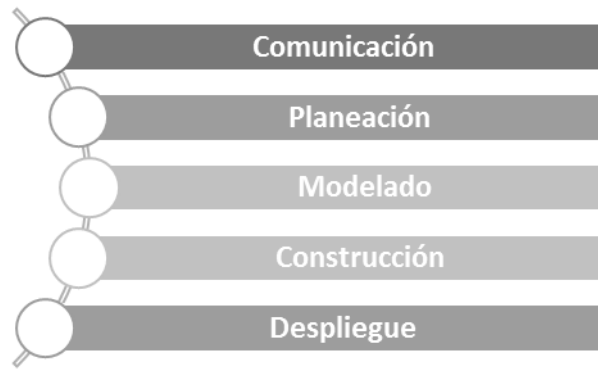 Comunicación
Planeación
Modelado
Construcción
Despliegue